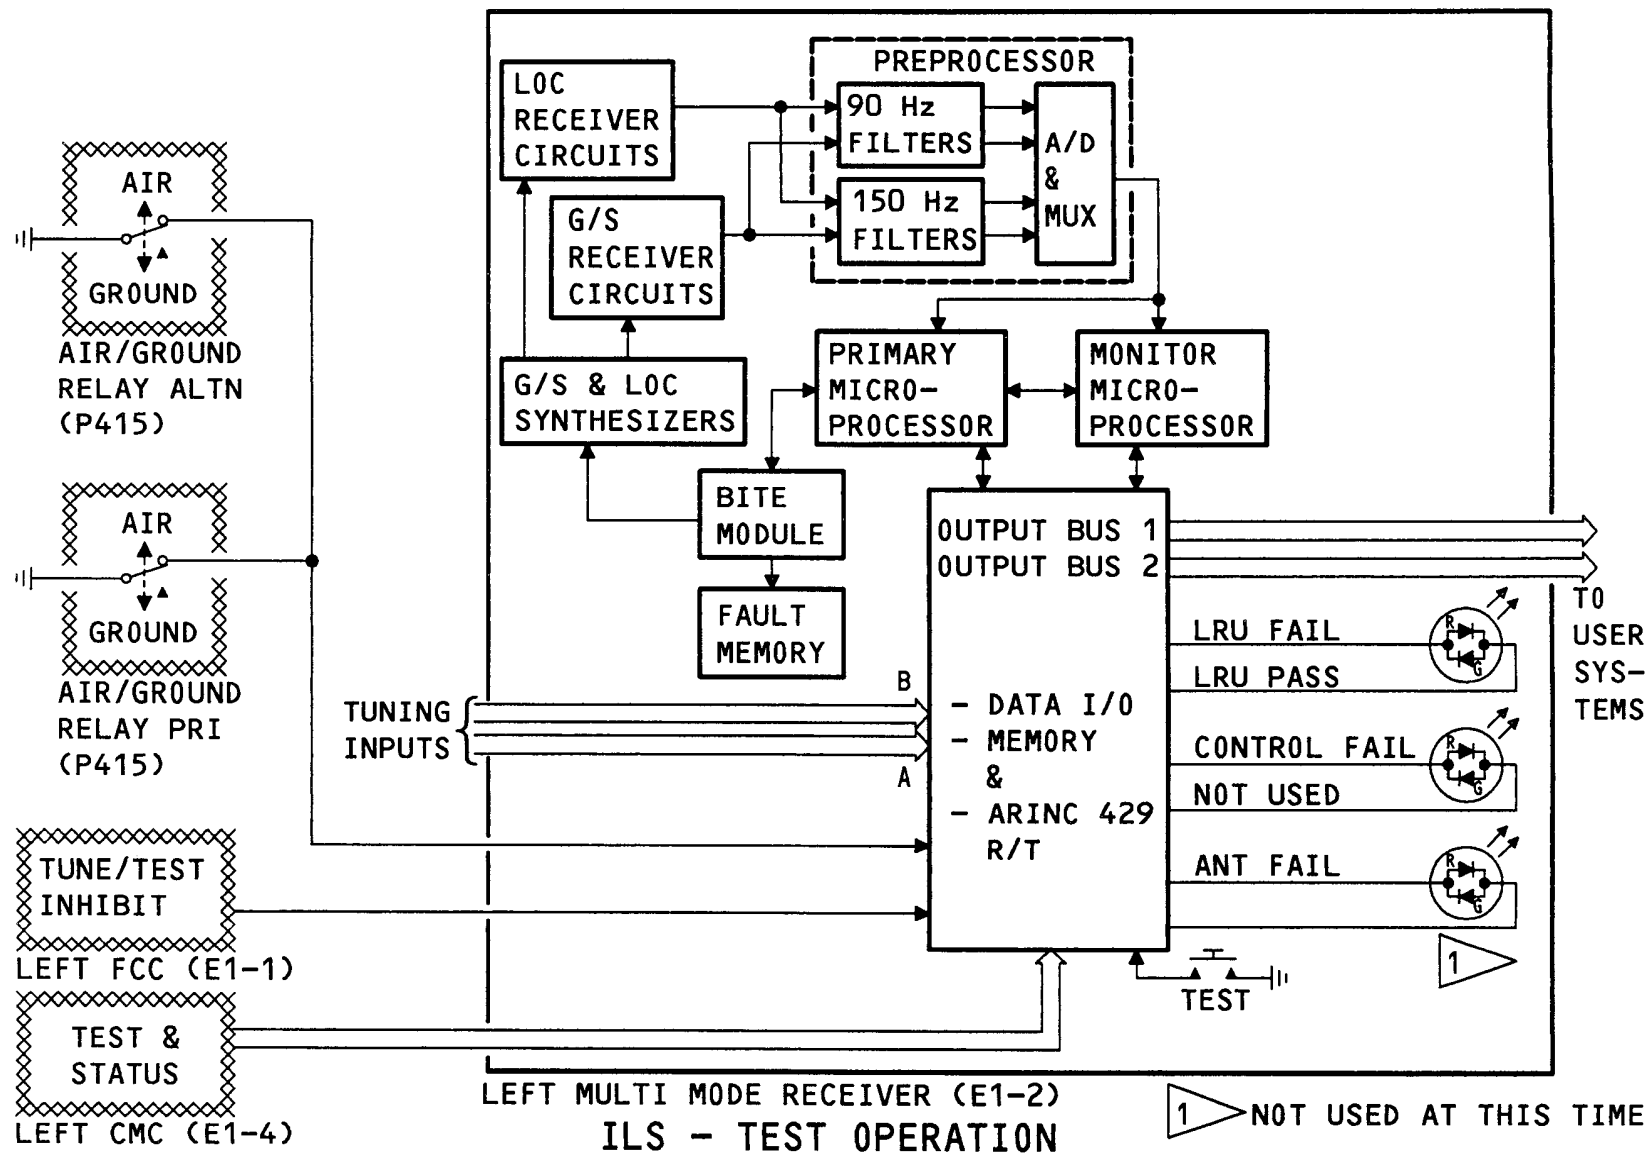 PREPROCESSOR
LOC
RECEIVER
CIRCUITS
90 Hz
FILTERS
A/D
&
MUX
150 Hz
FILTERS
G/S
RECEIVER
CIRCUITS
AIR
GROUND
AIR/GROUND
RELAY ALTN
(P415)
G/S & LOC
SYNTHESIZERS
PRIMARY
MICRO-
PROCESSOR
MONITOR
MICRO-
PROCESSOR
BITE
MODULE
FAULT
MEMORY
AIR
GROUND
AIR/GROUND
RELAY PRI
(P415)
OUTPUT BUS 1
OUTPUT BUS 2
TO
USER
SYS-
TEMS
LRU FAIL
R
G
LRU PASS
TUNING
INPUTS
B
A
- DATA I/O
- MEMORY
&
- ARINC 429
R/T
CONTROL FAIL
R
G
NOT USED
ANT FAIL
R
G
1
TUNE/TEST
INHIBIT
LEFT FCC (E1-1)
TEST
TEST &
STATUS
LEFT CMC (E1-4)
LEFT MULTI MODE RECEIVER (E1-2)
1 NOT USED AT THIS TIME
ILS - TEST OPERATION